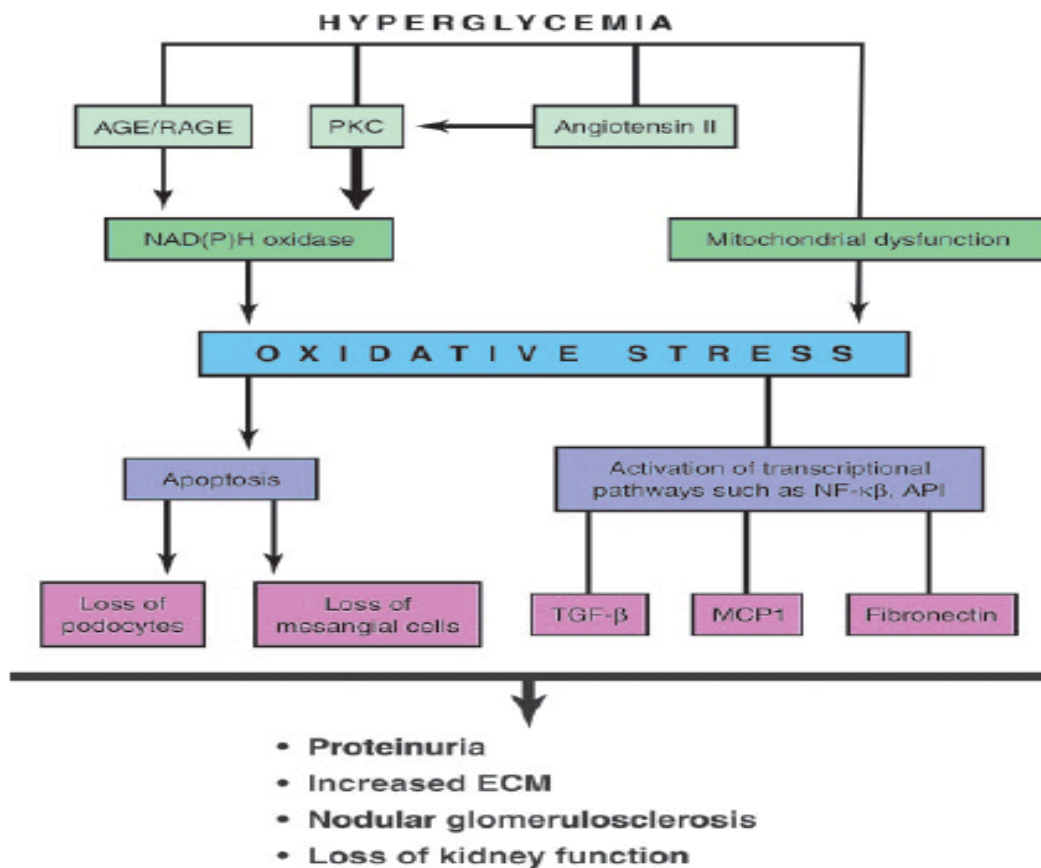 HYPERGLYCEMIA
AGE/RAGE
PKC
Angiotensin II
NAD(P)H oxidase
Mitochondrial dysfunction
OXIDATIVE STRESS
Apoptosis
Activation of transcriptional
pathways such as NF-κβ, API
Loss of
podocytes
Loss of
mesangial cells
TGF-β
MCP1
Fibronectin
• Proteinuria
• Increased ECM
• Nodular glomerulosclerosis
• Loss of kidney function